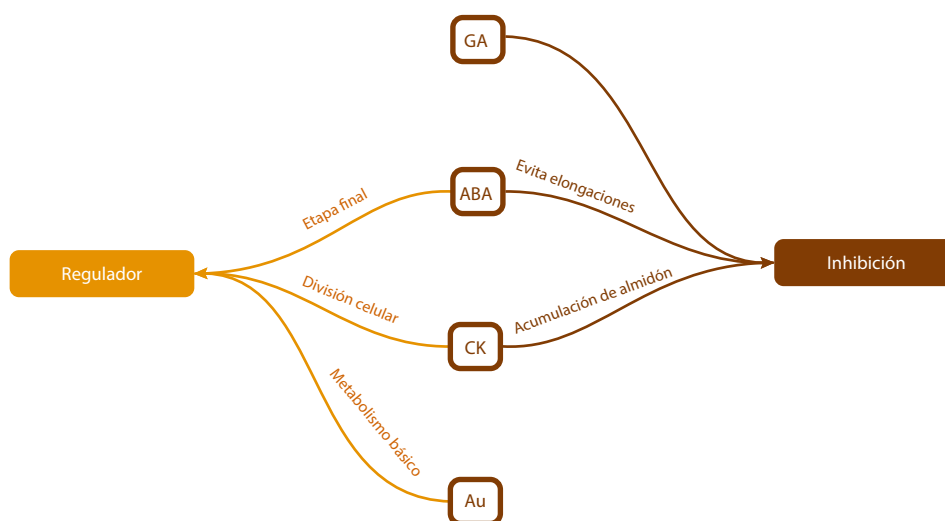 GA
ABA
Evita elongaciones
Etapa final
Regulador
Inhibición
División celular
Acumulación de almidón
CK
Metabolismo básico
Au